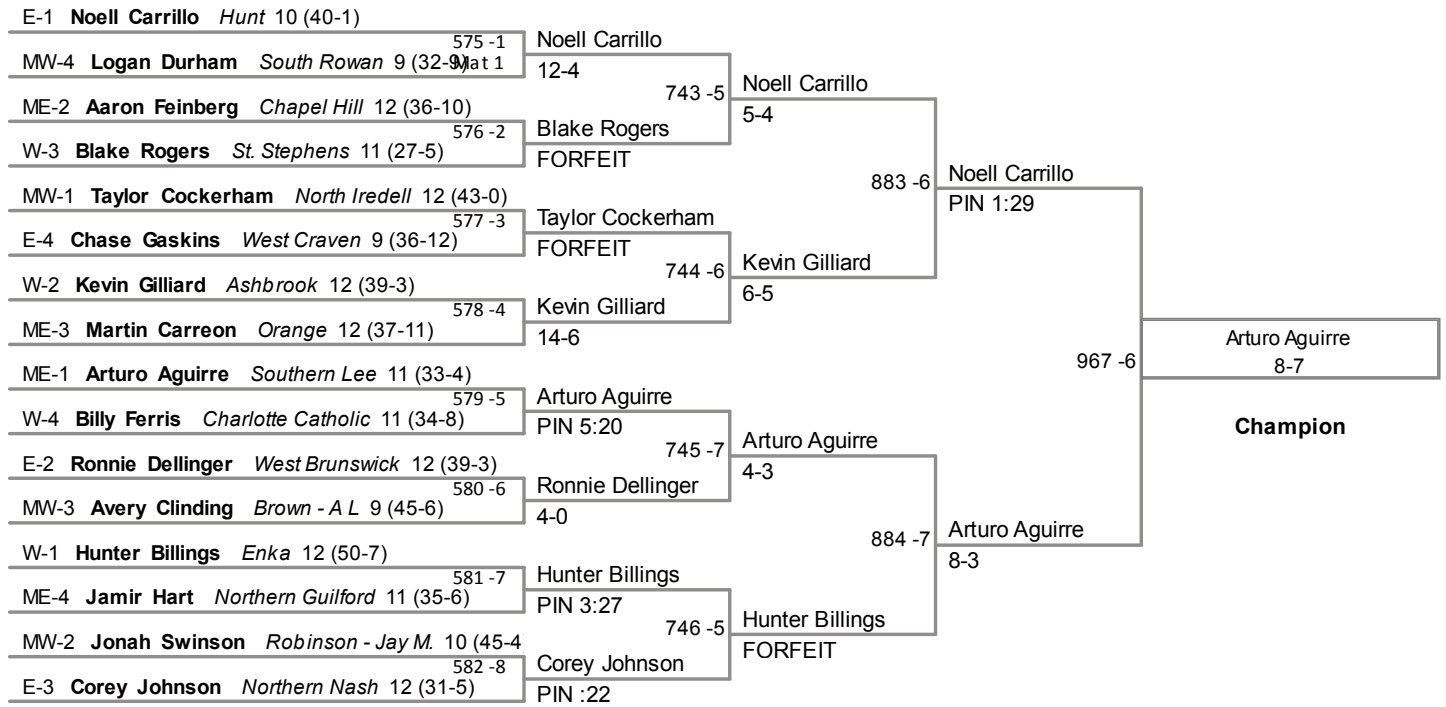 E-1 Noell Carrillo Hunt 10 (40-1)
575 -1
Mat 1
MW-4 Logan Durham South Rowan 9 (32-9)
ME-2 Aaron Feinberg Chapel Hill 12 (36-10)
576 -2
W-3 Blake Rogers St. Stephens 11 (27-5)
MW-1 Taylor Cockerham North Iredell 12 (43-0)
577 -3
E-4 Chase Gaskins West Craven 9 (36-12)
W-2 Kevin Gilliard Ashbrook 12 (39-3)
578 -4
ME-3 Martin Carreon Orange 12 (37-11)
ME-1 Arturo Aguirre Southern Lee 11 (33-4)
579 -5
W-4 Billy Ferris Charlotte Catholic 11 (34-8)
E-2 Ronnie Dellinger West Brunswick 12 (39-3)
580 -6
MW-3 Avery Clinding Brown - A L 9 (45-6)
W-1 Hunter Billings Enka 12 (50-7)
581 -7
ME-4 Jamir Hart Northern Guilford 11 (35-6)
MW-2 Jonah Swinson Robinson - Jay M. 10 (45-4
582 -8
E-3 Corey Johnson Northern Nash 12 (31-5)
Noell Carrillo
12-4
743 -5
Blake Rogers
FORFEIT
Taylor Cockerham
FORFEIT
744 -6
Kevin Gilliard
14-6
Arturo Aguirre
PIN 5:20
745 -7
Ronnie Dellinger
4-0
Hunter Billings
PIN 3:27
746 -5
Corey Johnson
PIN :22
Noell Carrillo
5-4
883 -6
Kevin Gilliard
6-5
Arturo Aguirre
4-3
884 -7
Hunter Billings
FORFEIT
Noell Carrillo
PIN 1:29
967 -6
Arturo Aguirre
8-3
Arturo Aguirre
8-7
Champion